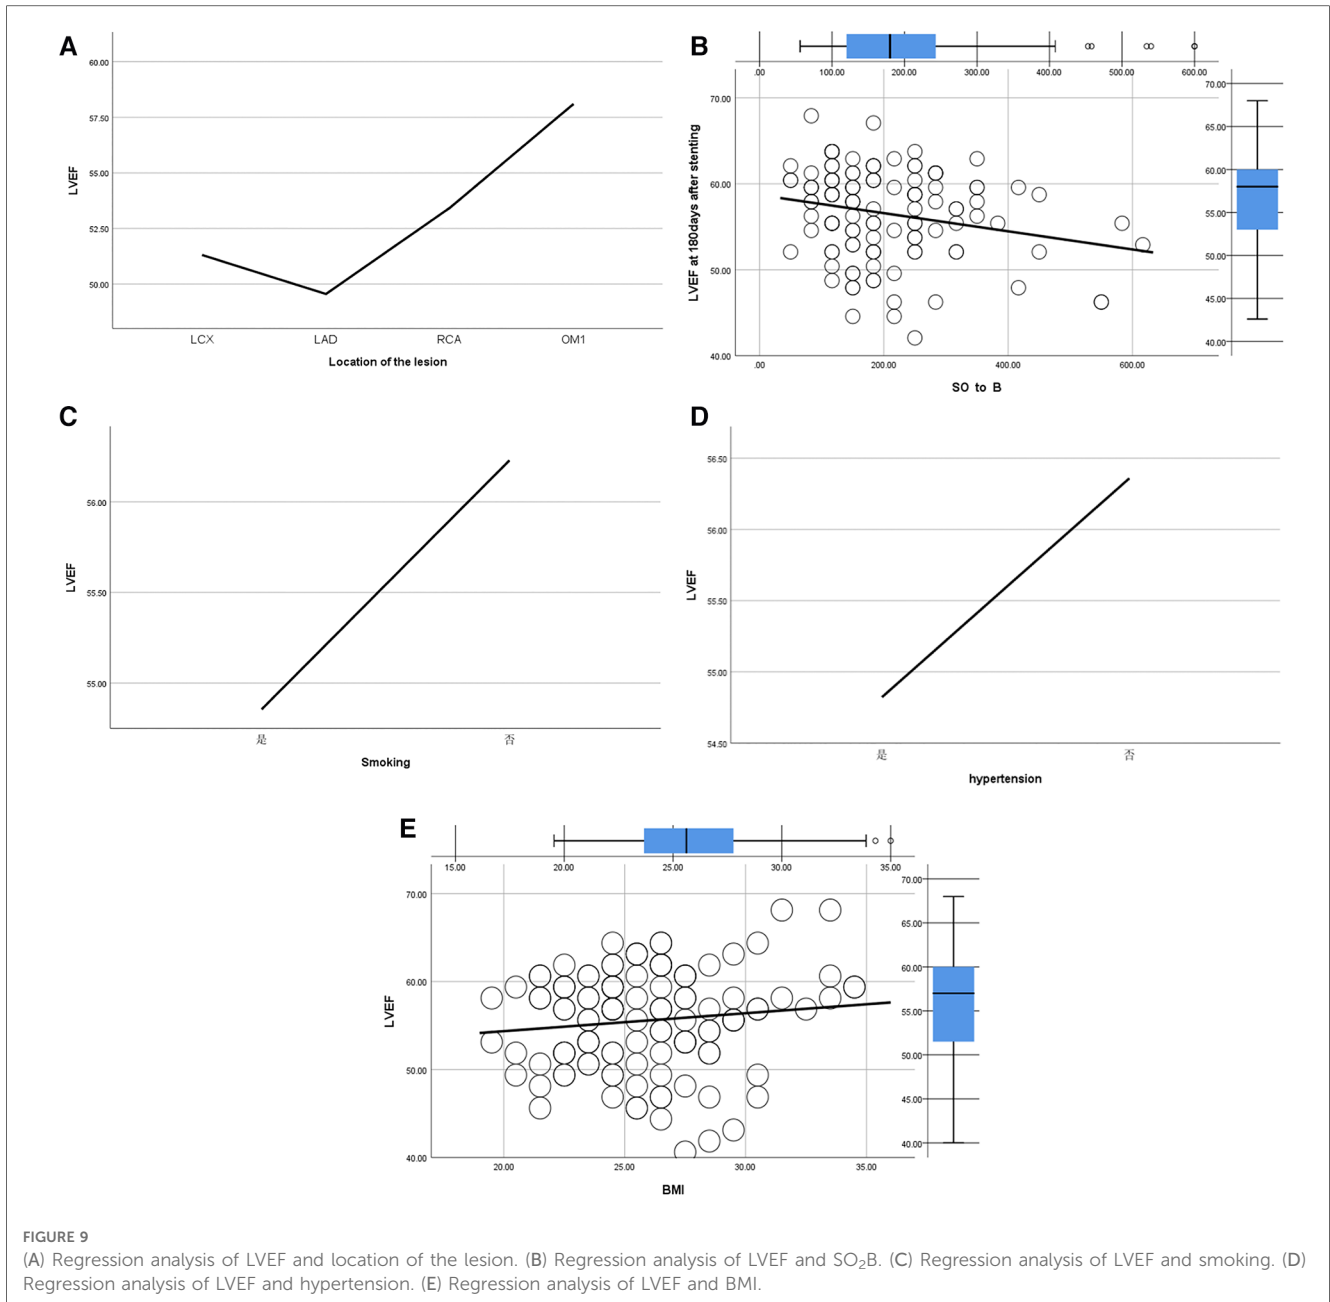 A
60.00
57.50
55.00
52.50
50.00
LVEF
LCX LAD RCA OM1
Location of the lesion
B
.00 100.00 200.00 300.00 400.00 500.00 600.00
70.00
60.00
50.00
40.00
LVEF at 180days after stenting
.00 200.00 400.00 600.00
SO to B
70.00
65.00
60.00
55.00
50.00
45.00
40.00
C
56.00
55.50
55.00
LVEF
是 否
Smoking
D
56.50
56.00
55.50
55.00
54.50
LVEF
是 否
hypertension
E
15.00 20.00 25.00 30.00 35.00
70.00
60.00
50.00
40.00
LVEF
20.00 25.00 30.00 35.00
BMI
70.00
65.00
60.00
55.00
50.00
45.00
40.00
FIGURE 9
(A) Regression analysis of LVEF and location of the lesion. (B) Regression analysis of LVEF and SO₂B. (C) Regression analysis of LVEF and smoking. (D)
Regression analysis of LVEF and hypertension. (E) Regression analysis of LVEF and BMI.